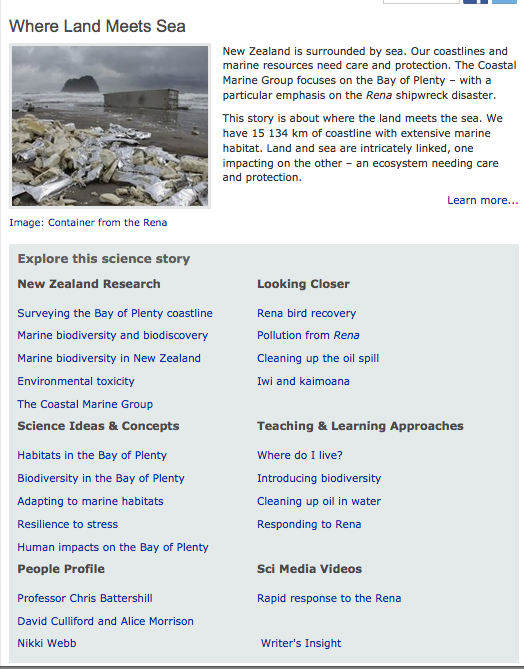 Where Land Meets Sea
New Zealand is surrounded by sea. Our coastlines and
marine resources need care and protection. The Coastal
Marine Group focuses on the Bay of Plenty – with a
particular emphasis on the Rena shipwreck disaster.
This story is about where the land meets the sea. We
have 15 134 km of coastline with extensive marine
habitat. Land and sea are intricately linked, one
impacting on the other – an ecosystem needing care
and protection.
Learn more...
Image: Container from the Rena
Explore this science story
New Zealand Research
Surveying the Bay of Plenty coastline
Marine biodiversity and biodiscovery
Marine biodiversity in New Zealand
Environmental toxicity
The Coastal Marine Group
Looking Closer
Rena bird recovery
Pollution from Rena
Cleaning up the oil spill
Iwi and kaimoana
Science Ideas & Concepts
Habitats in the Bay of Plenty
Biodiversity in the Bay of Plenty
Adapting to marine habitats
Resilience to stress
Human impacts on the Bay of Plenty
Teaching & Learning Approaches
Where do I live?
Introducing biodiversity
Cleaning up oil in water
Responding to Rena
People Profile
Professor Chris Battershill
David Culliford and Alice Morrison
Nikki Webb
Sci Media Videos
Rapid response to the Rena
Writer's Insight